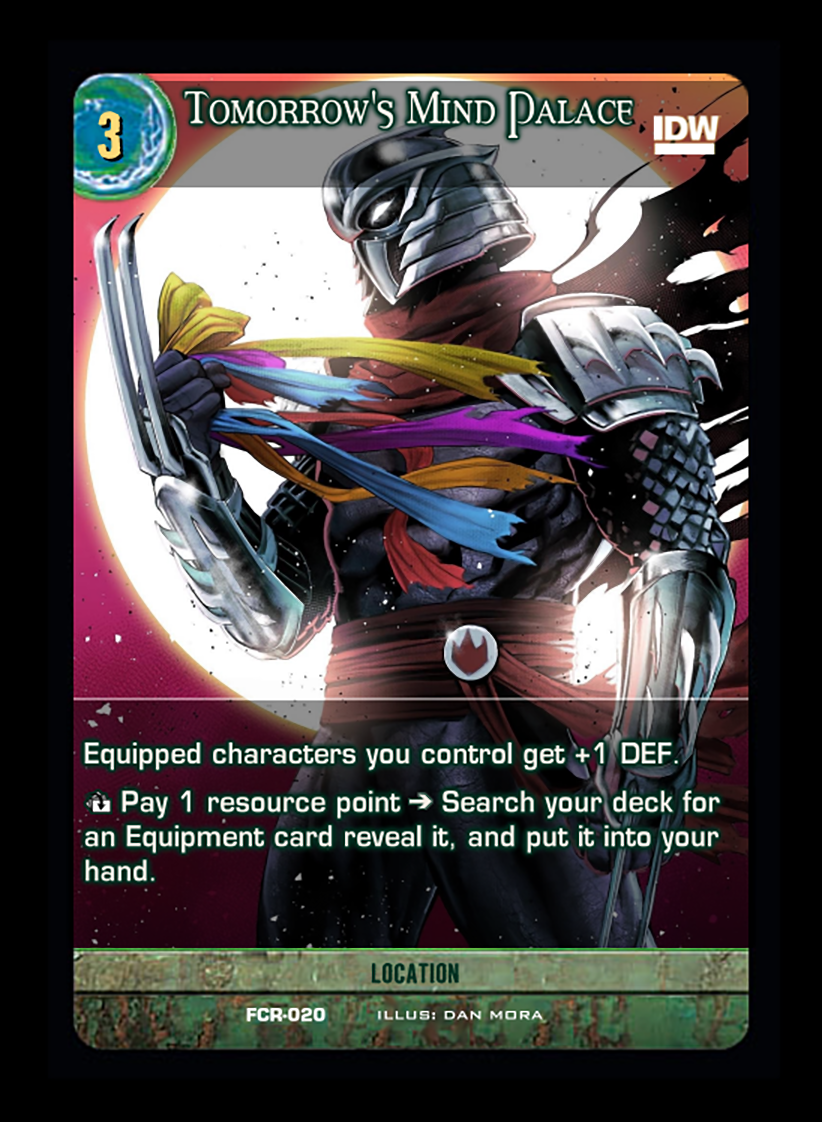 3
TOMORROW'S MIND PALACE
IDW
Equipped characters you control get +1 DEF.
Pay 1 resource point ➔ Search your deck for
an Equipment card reveal it, and put it into your
hand.
LOCATION
FCR-020 ILLUS: DAN MORA